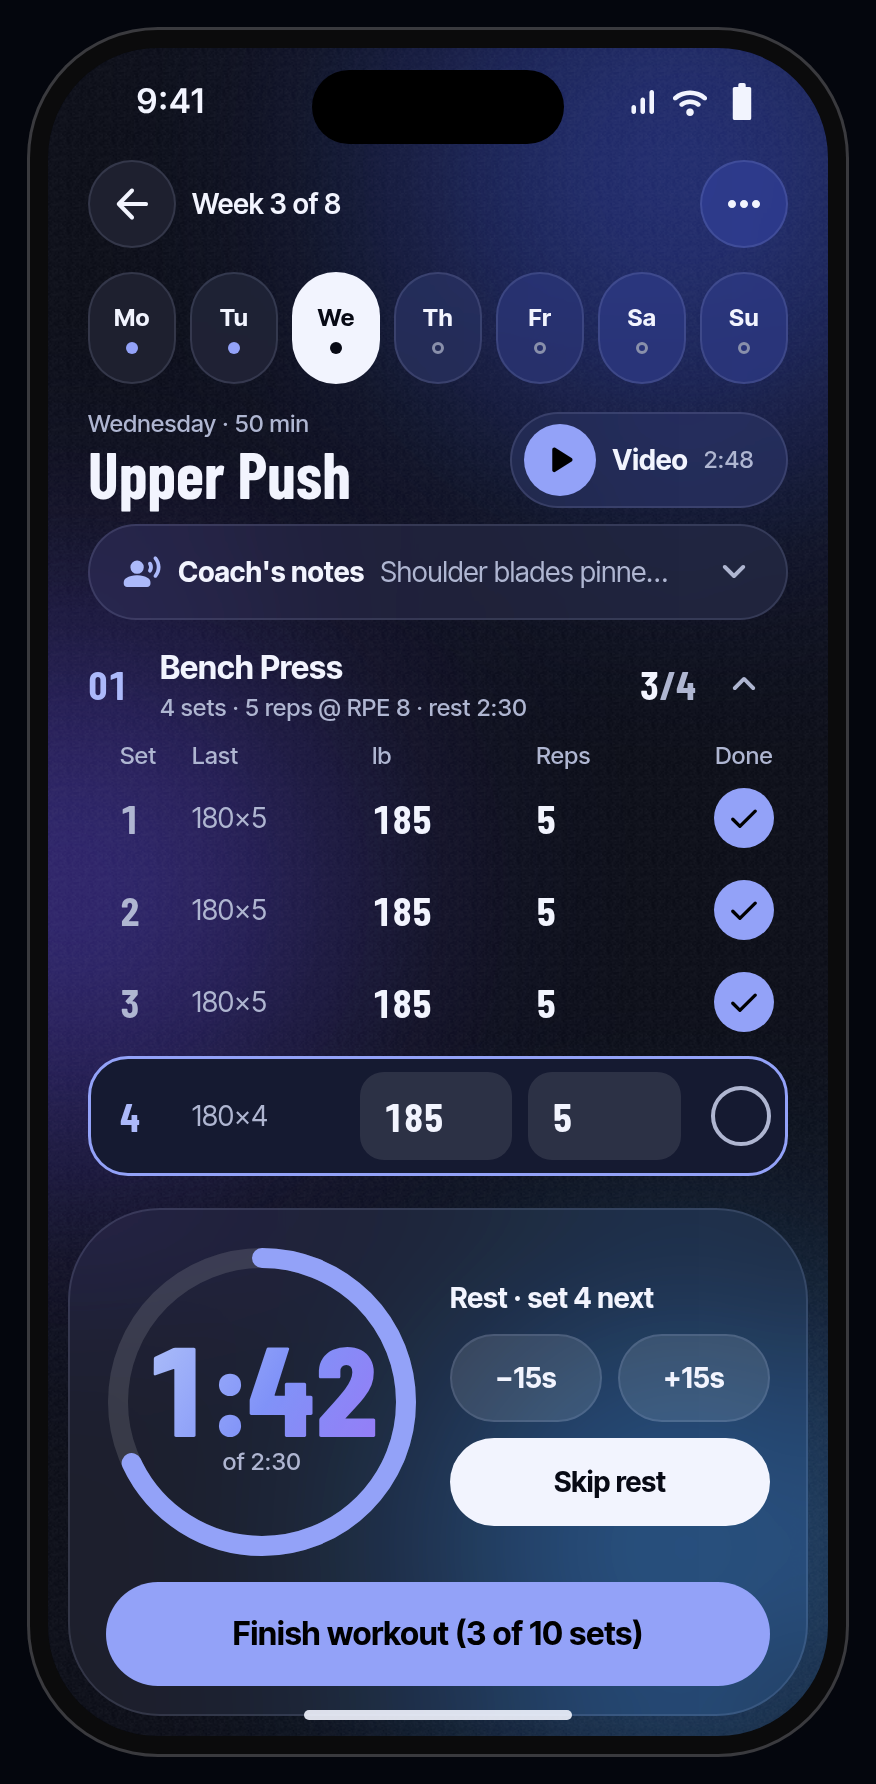 9:41
Week 3 of 8
Mo Tu We Th Fr Sa Su
Wednesday · 50 min
Upper Push
Video 2:48
Coach's notes Shoulder blades pinne...
01 Bench Press 3/4
4 sets · 5 reps @ RPE 8 · rest 2:30
Set Last lb Reps Done
1 180×5 185 5
2 180×5 185 5
3 180×5 185 5
4 180×4 185 5
1:42
of 2:30
Rest · set 4 next
−15s +15s
Skip rest
Finish workout (3 of 10 sets)